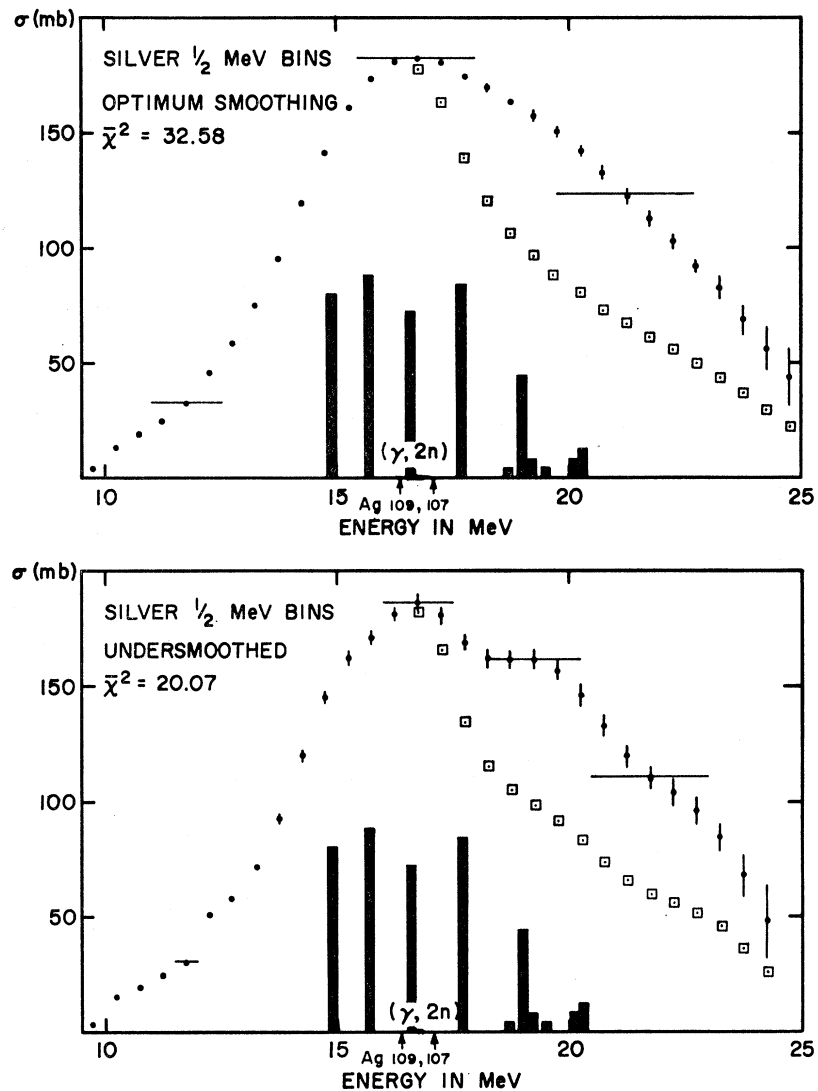 σ (mb)
SILVER 1/2 MeV BINS
OPTIMUM SMOOTHING
χ̄² = 32.58
150
100
50
(γ, 2n)
10 15 20 25
Ag 109, 107
ENERGY IN MeV
σ (mb)
SILVER 1/2 MeV BINS
UNDERSMOOTHED
χ̄² = 20.07
150
100
50
(γ, 2n)
10 15 20 25
Ag 109, 107
ENERGY IN MeV